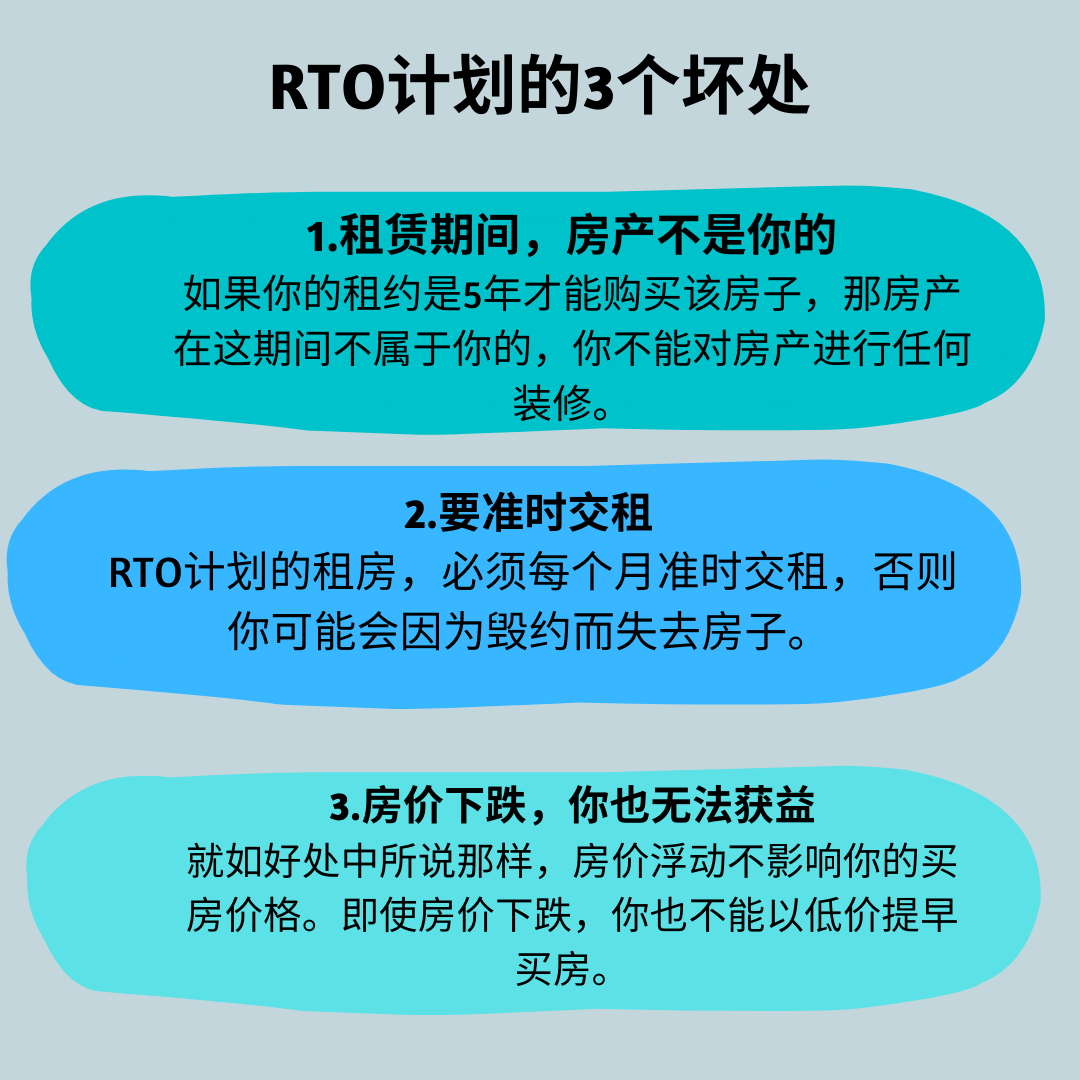 RTO计划的3个坏处
1.租赁期间，房产不是你的
如果你的租约是5年才能购买该房子，那房产
在这期间不属于你的，你不能对房产进行任何
装修。
2.要准时交租
RTO计划的租房，必须每个月准时交租，否则
你可能会因为毁约而失去房子。
3.房价下跌，你也无法获益
就如好处中所说那样，房价浮动不影响你的买
房价格。即使房价下跌，你也不能以低价提早
买房。